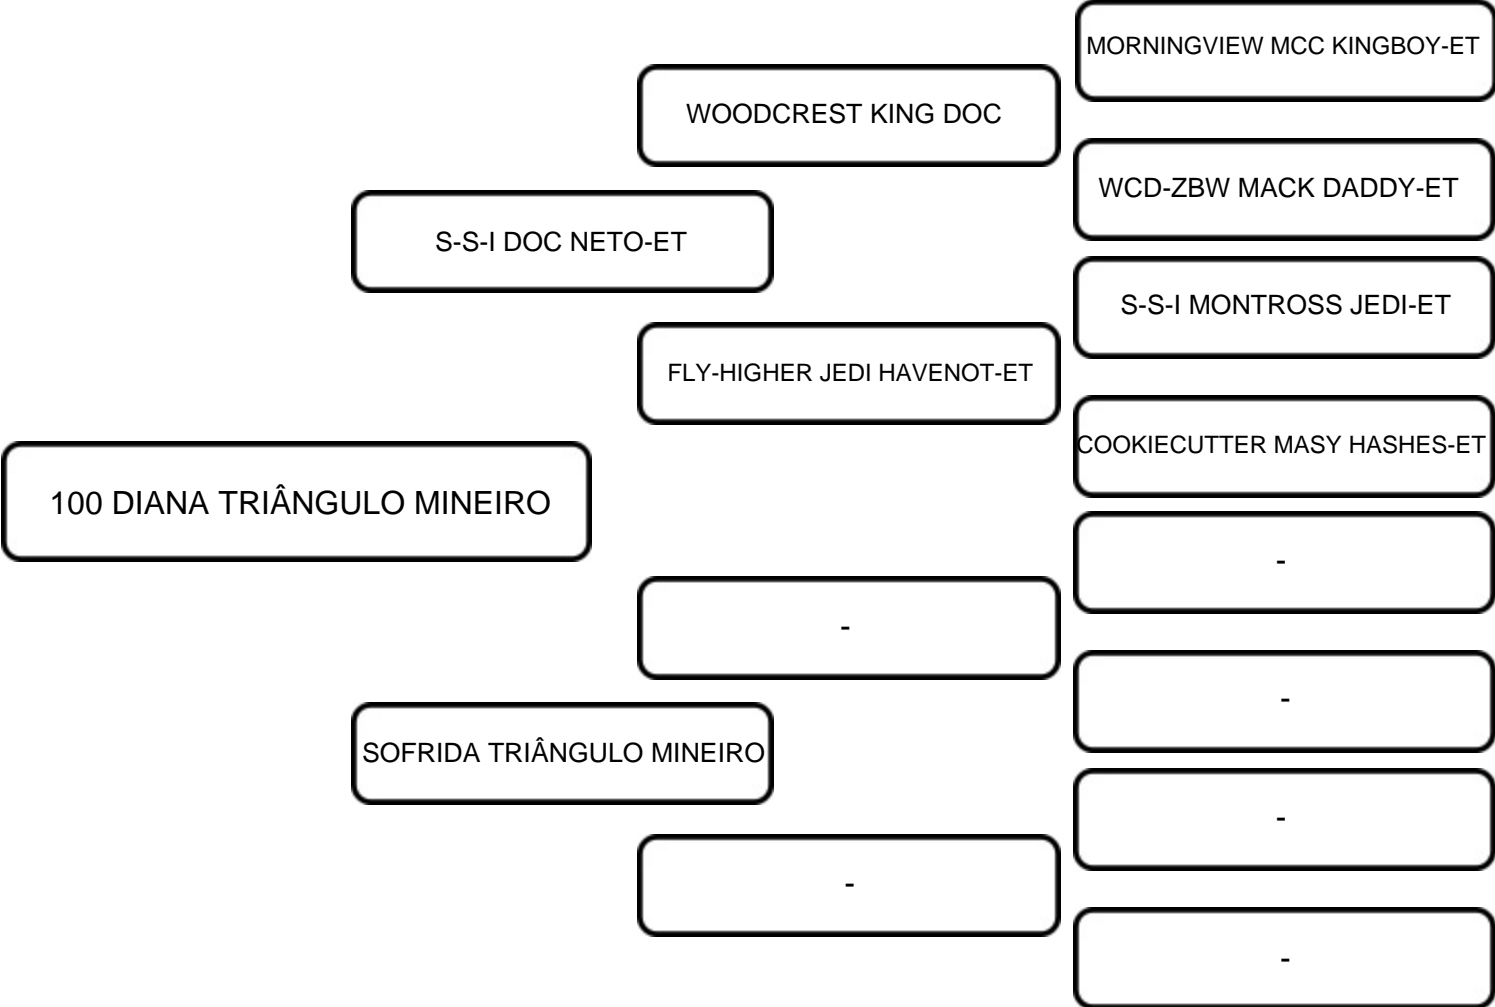 MORNINGVIEW MCC KINGBOY-ET
WOODCREST KING DOC
WCD-ZBW MACK DADDY-ET
S-S-I DOC NETO-ET
S-S-I MONTROSS JEDI-ET
FLY-HIGHER JEDI HAVENOT-ET
COOKIECUTTER MASY HASHES-ET
100 DIANA TRIÂNGULO MINEIRO
-
-
-
SOFRIDA TRIÂNGULO MINEIRO
-
-
-